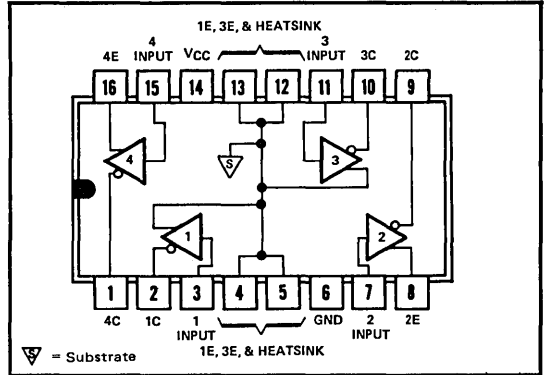 1E, 3E, & HEATSINK
4E 4 INPUT VCC 3 INPUT 3C 2C
16 15 14 13 12 11 10 9
4 S 3
1 2
1 2 3 4 5 6 7 8
4C 1C 1 INPUT GND 2 INPUT 2E
1E, 3E, & HEATSINK
S = Substrate